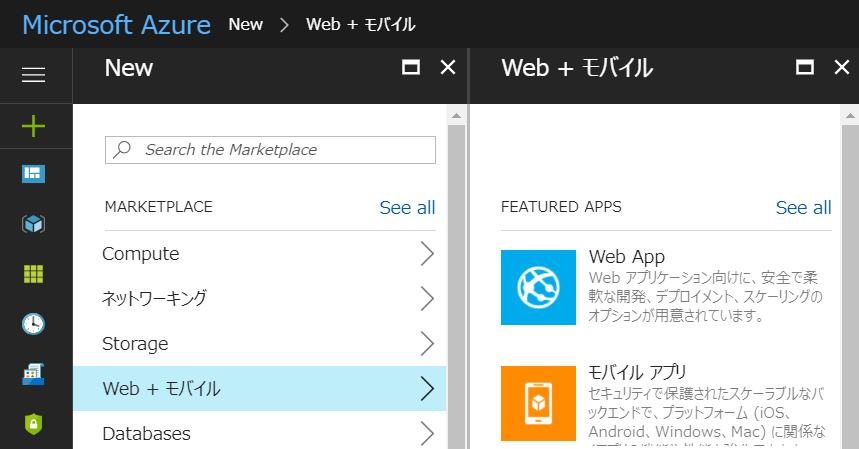 Microsoft Azure New > Web + モバイル
New
Search the Marketplace
MARKETPLACE See all
Compute
ネットワーキング
Storage
Web + モバイル
Databases
Web + モバイル
FEATURED APPS See all
Web App
Web アプリケーション向けに、安全で柔
軟な開発、デプロイメント、スケーリングの
オプションが用意されています。
モバイル アプリ
セキュリティで保護されたスケーラブルなバ
ックエンドで、プラットフォーム (iOS、
Android、Windows、Mac) に関係な